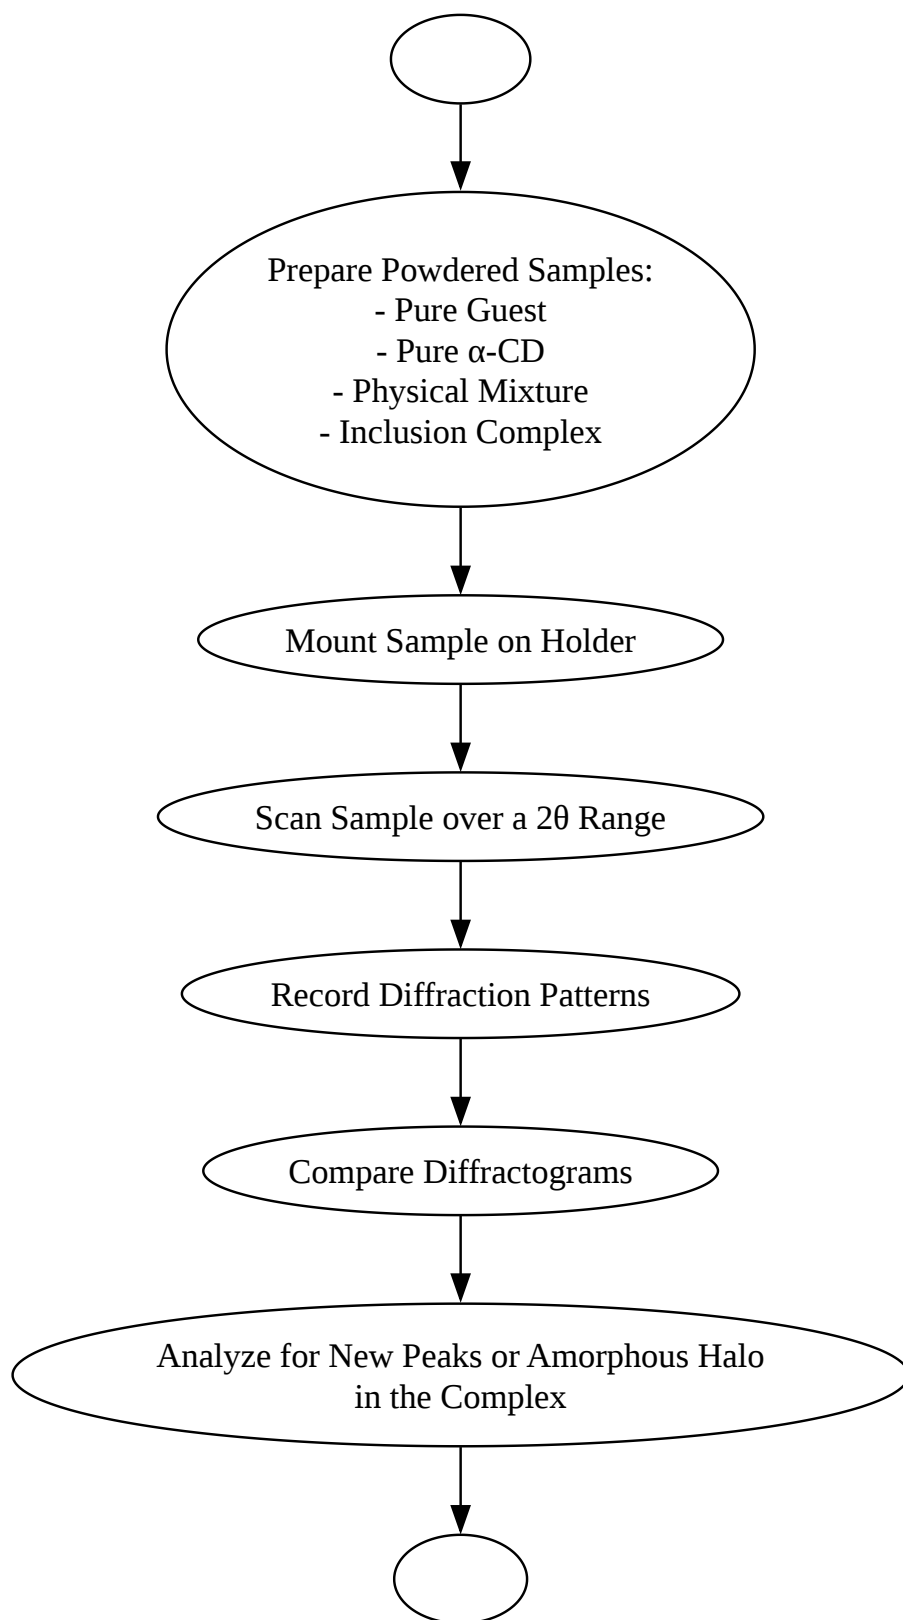 Prepare Powdered Samples:
- Pure Guest
- Pure α-CD
- Physical Mixture
- Inclusion Complex
Mount Sample on Holder
Scan Sample over a 2θ Range
Record Diffraction Patterns
Compare Diffractograms
Analyze for New Peaks or Amorphous Halo
in the Complex